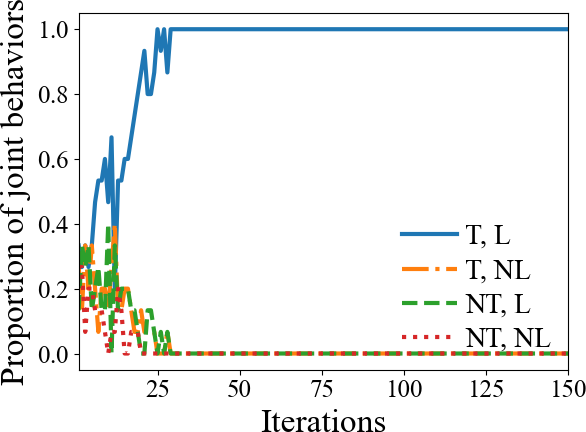 Proportion of joint behaviors
1.0
0.8
0.6
0.4
0.2
0.0
T, L
T, NL
NT, L
NT, NL
25 50 75 100 125 150
Iterations